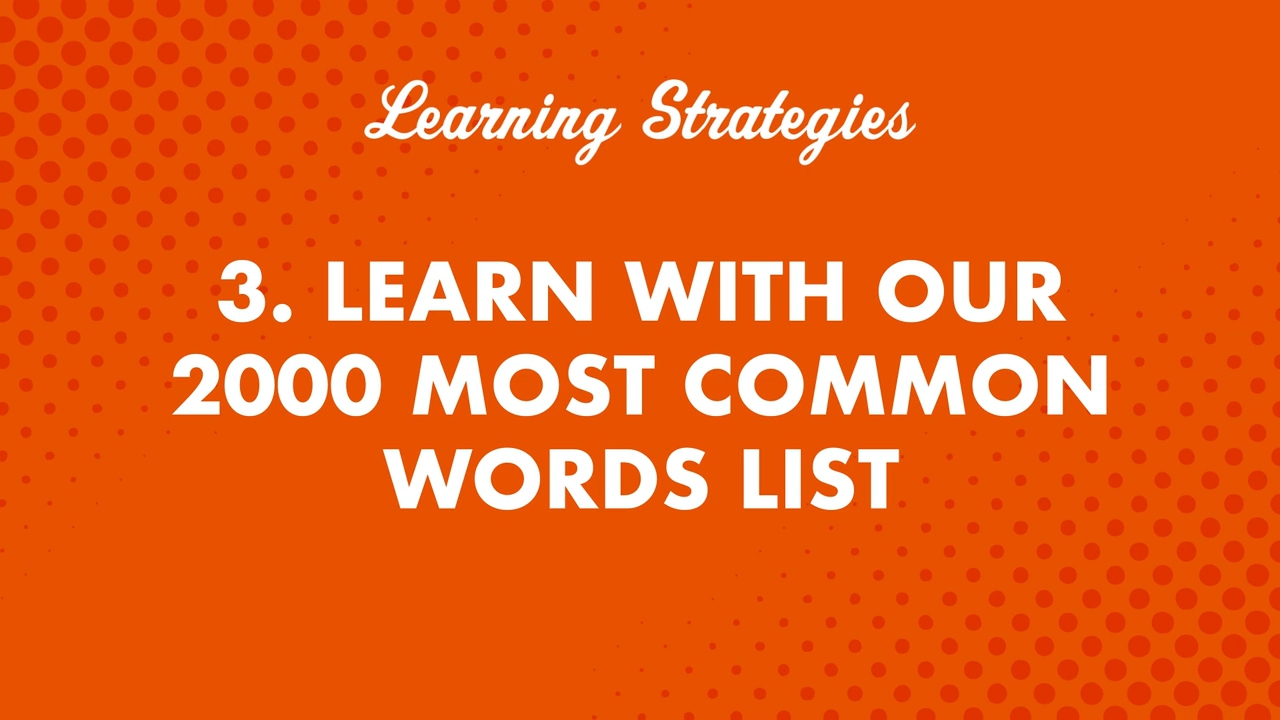 Learning Strategies
3. LEARN WITH OUR
2000 MOST COMMON
WORDS LIST